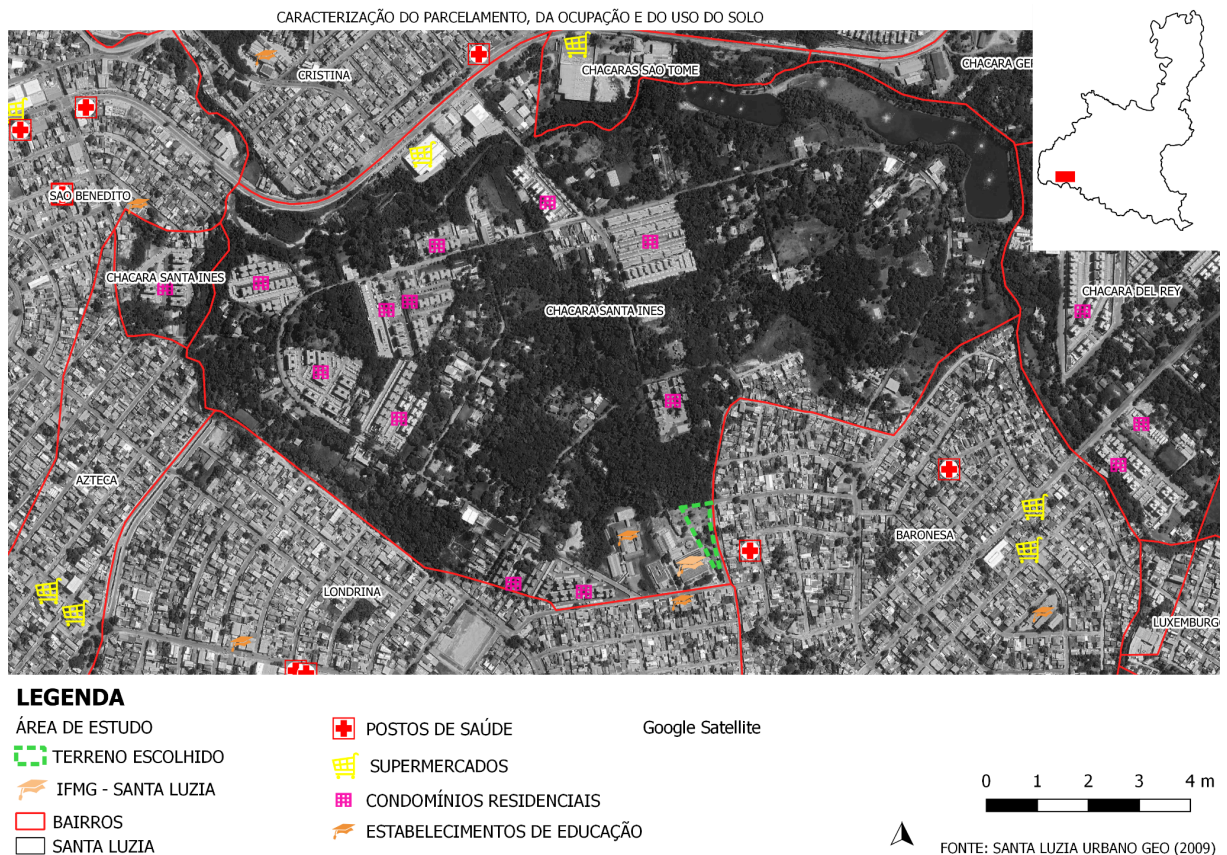 CARACTERIZAÇÃO DO PARCELAMENTO, DA OCUPAÇÃO E DO USO DO SOLO
CRISTINA
CHACARAS SAO TOME
CHACARA GER
SAO BENEDITO
CHACARA SANTA INES
CHACARA SANTA INES
CHACARA DEL REY
AZTECA
LONDRINA
BARONESA
LUXEMBURGO
LEGENDA
ÁREA DE ESTUDO
TERRENO ESCOLHIDO
IFMG - SANTA LUZIA
BAIRROS
SANTA LUZIA
POSTOS DE SAÚDE
SUPERMERCADOS
CONDOMÍNIOS RESIDENCIAIS
ESTABELECIMENTOS DE EDUCAÇÃO
Google Satellite
0 1 2 3 4 m
FONTE: SANTA LUZIA URBANO GEO (2009)